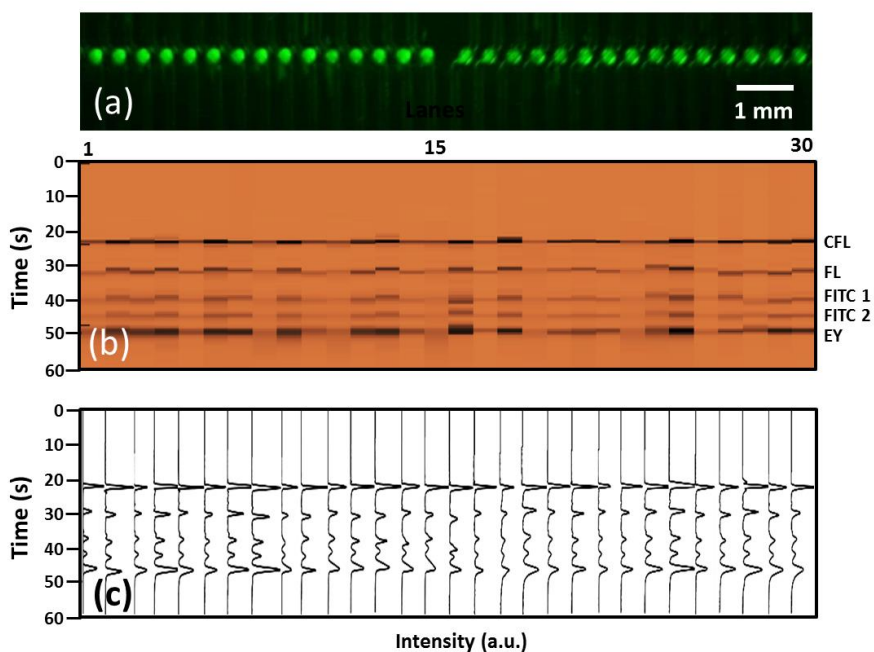 (a)
Lanes
1 mm
1 15 30
Time (s)
0
10
20
30
40
50
60
(b)
CFL
FL
FITC 1
FITC 2
EY
Time (s)
0
10
20
30
40
50
60
(c)
Intensity (a.u.)